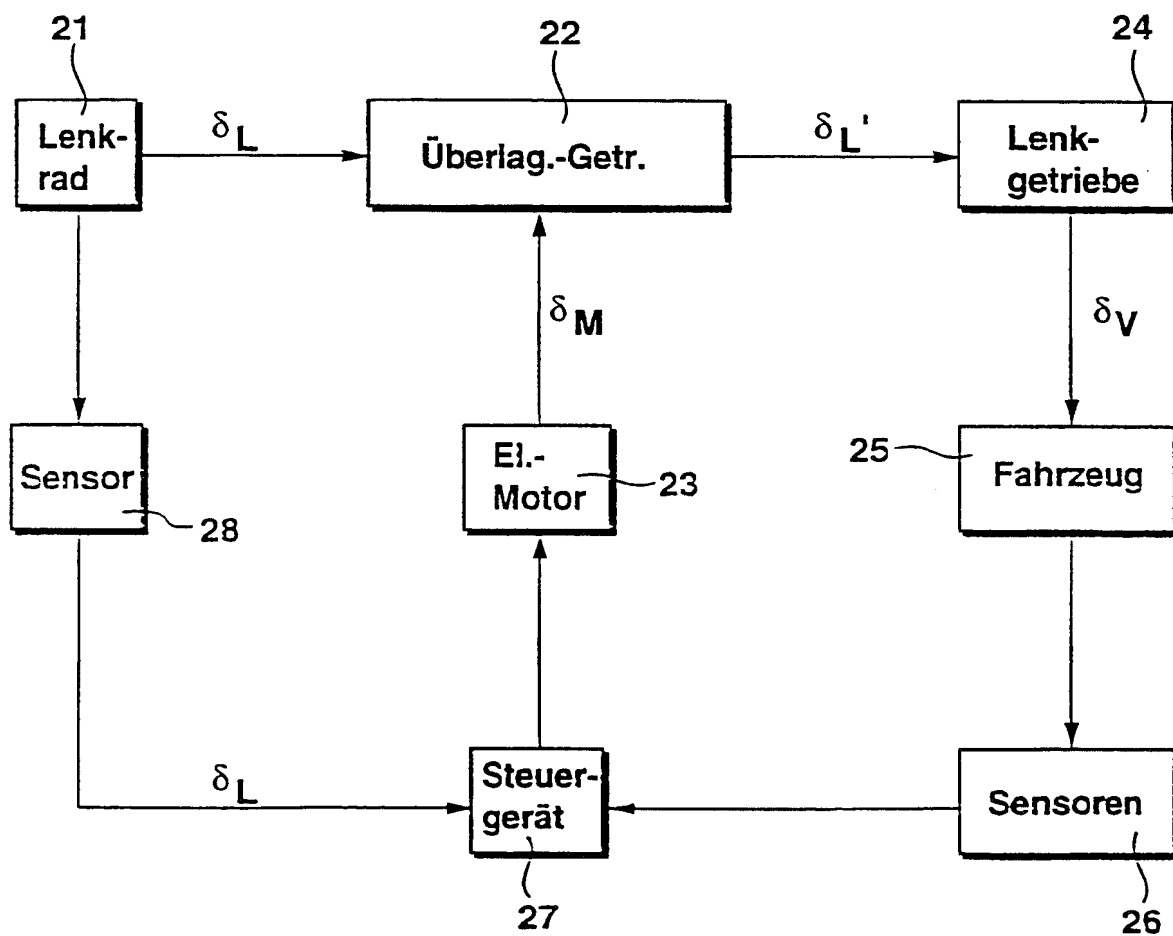 21
22
24
Lenk-
rad
δL
Überlag.-Getr.
δL'
Lenk-
getriebe
δM
δV
Sensor
28
El.-
Motor
23
25
Fahrzeug
δL
Steuer-
gerät
27
Sensoren
26